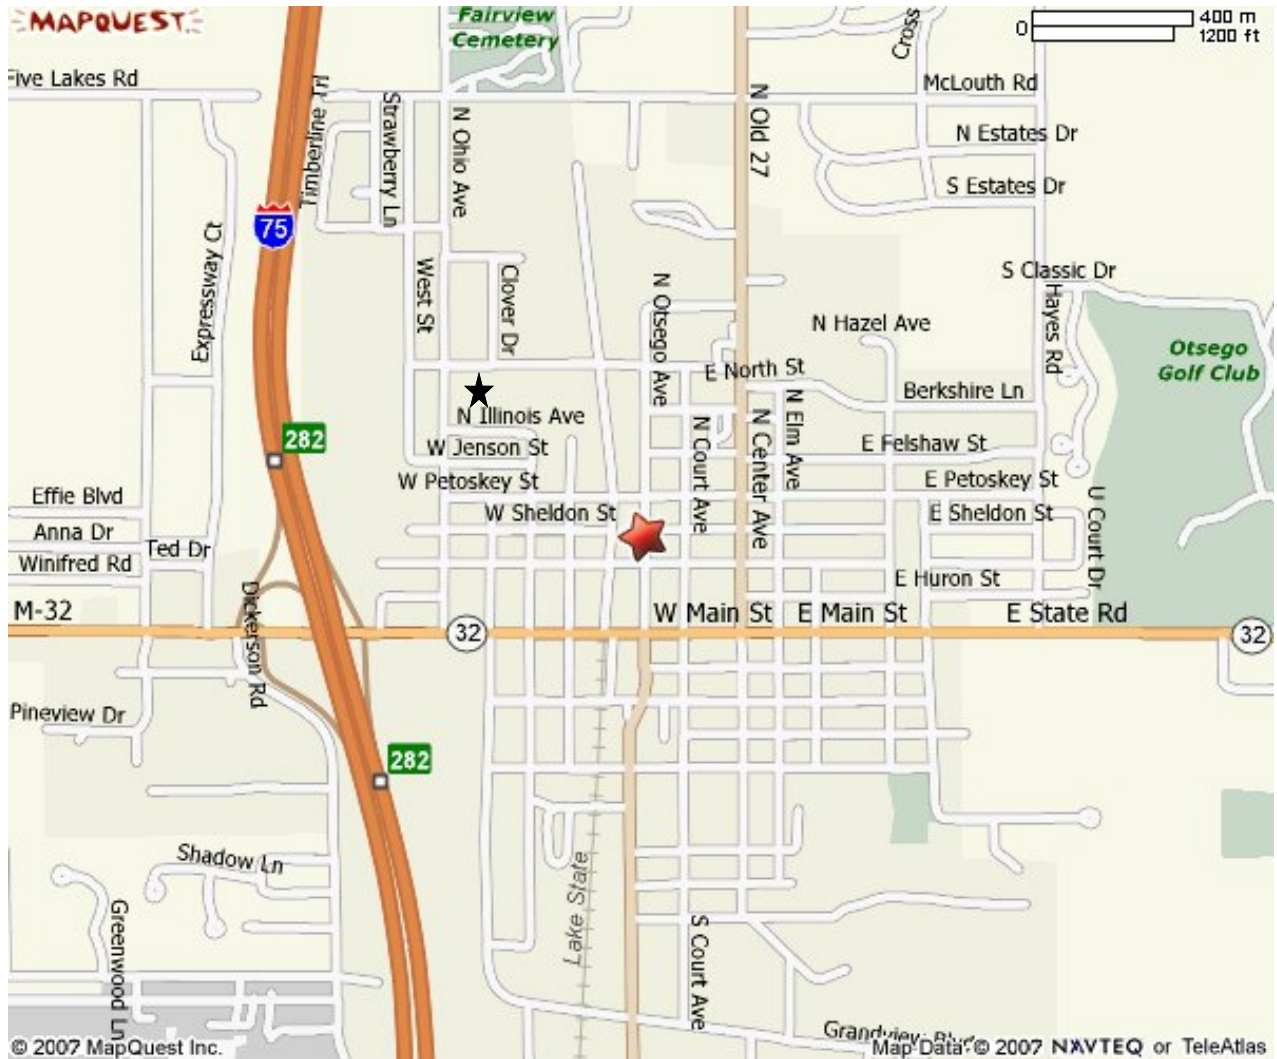 MAPQUEST
Fairview
Cemetery
0
400 m
1200 ft
Five Lakes Rd
Timberline Trl
Strawberry Ln
N Ohio Ave
N Old 27
Cross
McLouth Rd
N Estates Dr
S Estates Dr
75
Expressway Ct
West St
Clover Dr
N Otsego Ave
S Classic Dr
Hayes Rd
N Hazel Ave
Otsego
Golf Club
E North St
Berkshire Ln
N Illinois Ave
N Court Ave
N Center Ave
N Elm Ave
282
W Jenson St
E Felshaw St
W Petoskey St
E Petoskey St
Effie Blvd
W Sheldon St
E Sheldon St
U Court Dr
Anna Dr
Ted Dr
Winifred Rd
E Huron St
Dickerson Rd
M-32
W Main St
E Main St
E State Rd
32
32
Pineview Dr
282
Shadow Ln
Lake State
Greenwood Ln
S Court Ave
Grandview Blvd
© 2007 MapQuest Inc.
Map Data © 2007 NAVTEQ or TeleAtlas